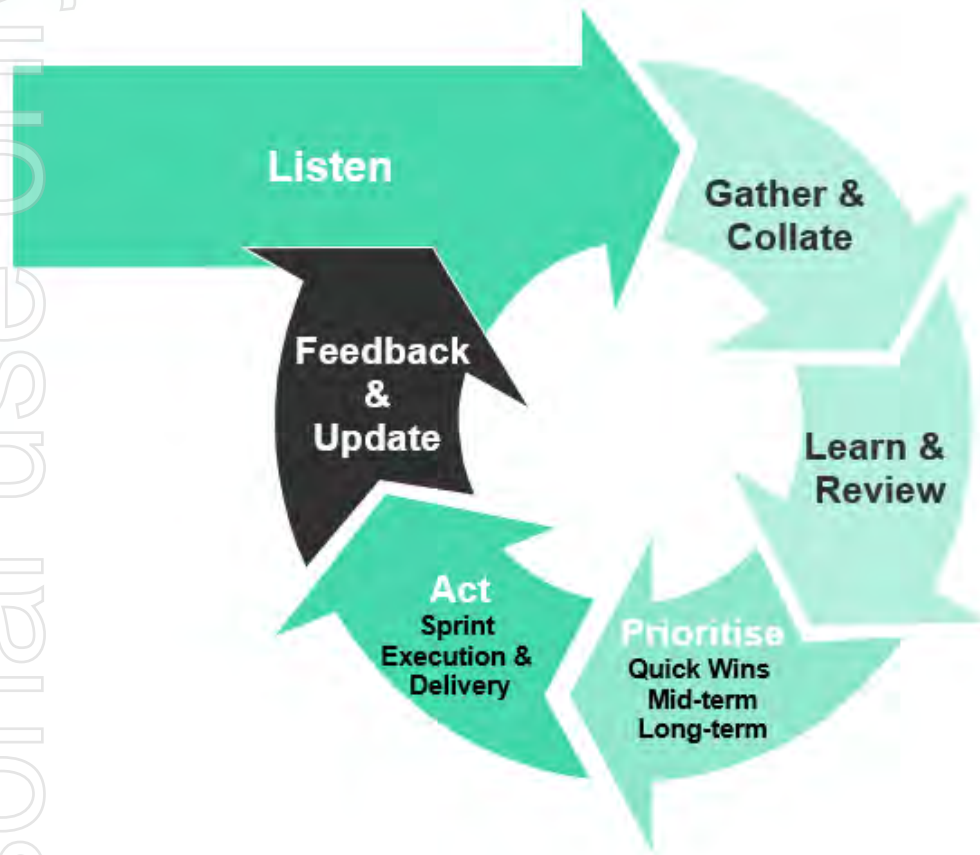 Listen
Gather &
Collate
Learn &
Review
Prioritise
Quick Wins
Mid-term
Long-term
Act
Sprint
Execution &
Delivery
Feedback
&
Update